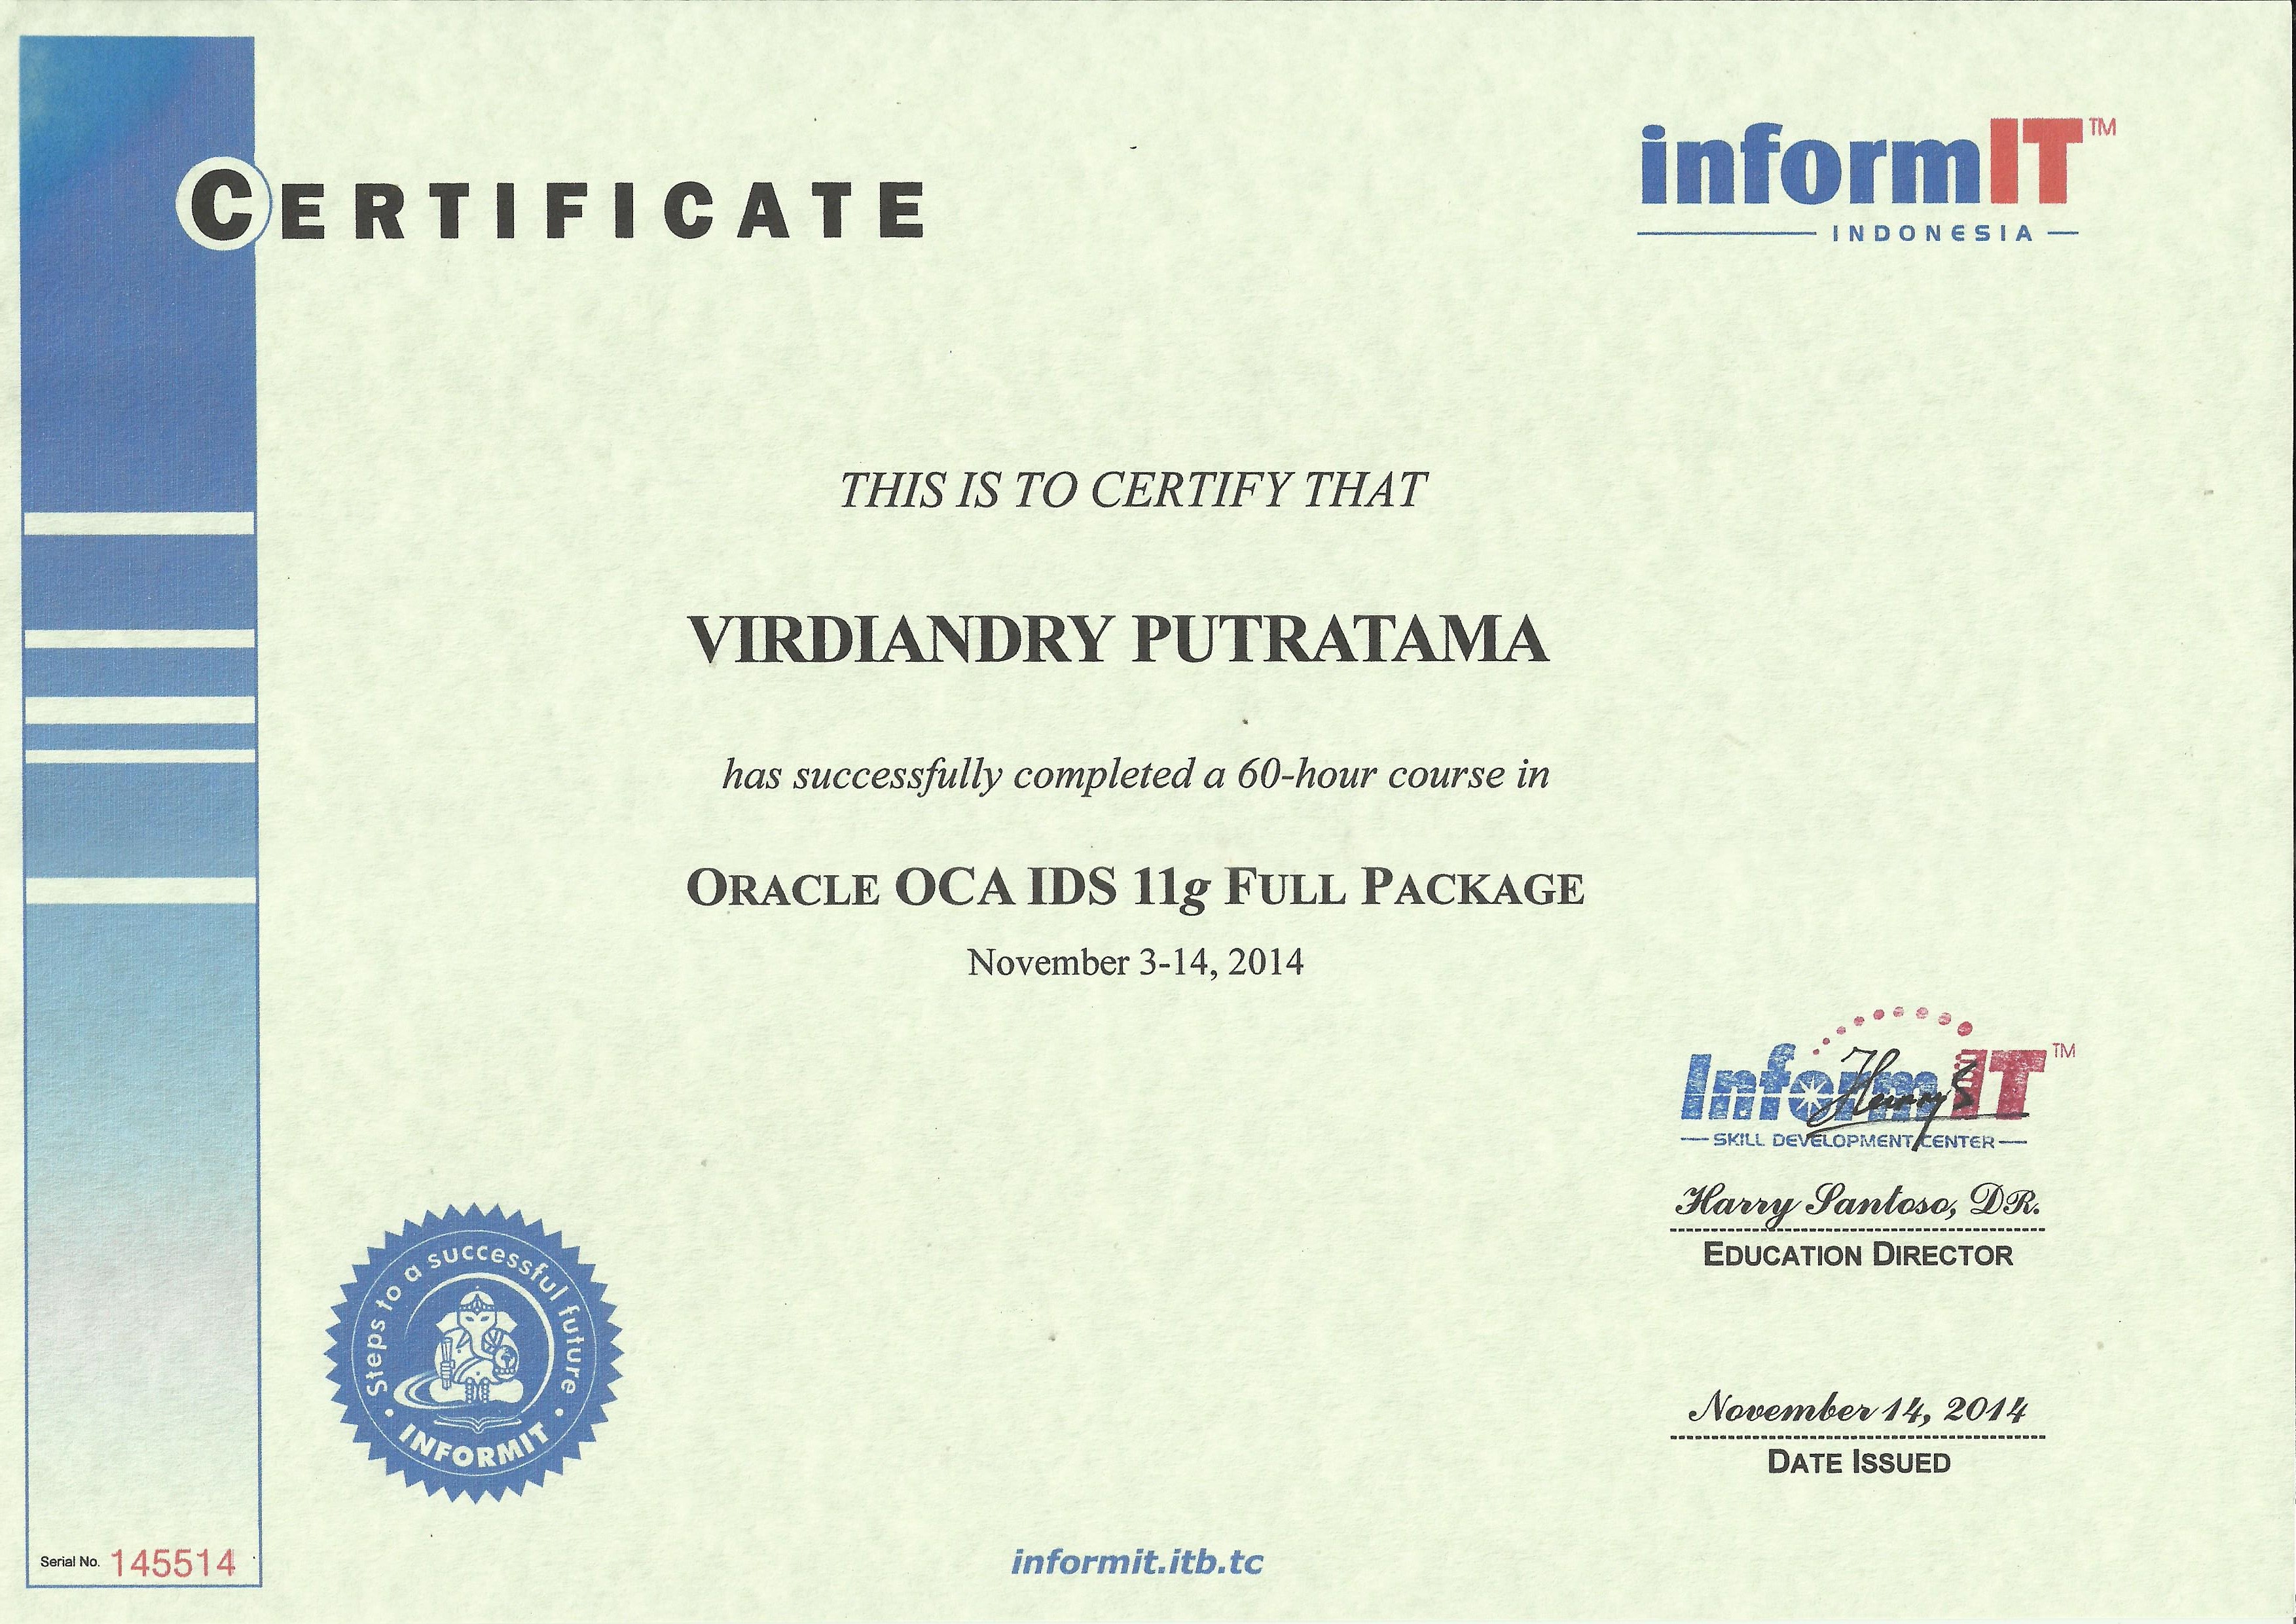 CERTIFICATE
informIT™
INDONESIA
THIS IS TO CERTIFY THAT
VIRDIANDRY PUTRATAMA
has successfully completed a 60-hour course in
ORACLE OCA IDS 11g FULL PACKAGE
November 3-14, 2014
InformIT™
SKILL DEVELOPMENT CENTER
Harry Santoso, DR.
EDUCATION DIRECTOR
Steps to a successful future
INFORMIT
November 14, 2014
DATE ISSUED
Serial No. 145514
informit.itb.tc